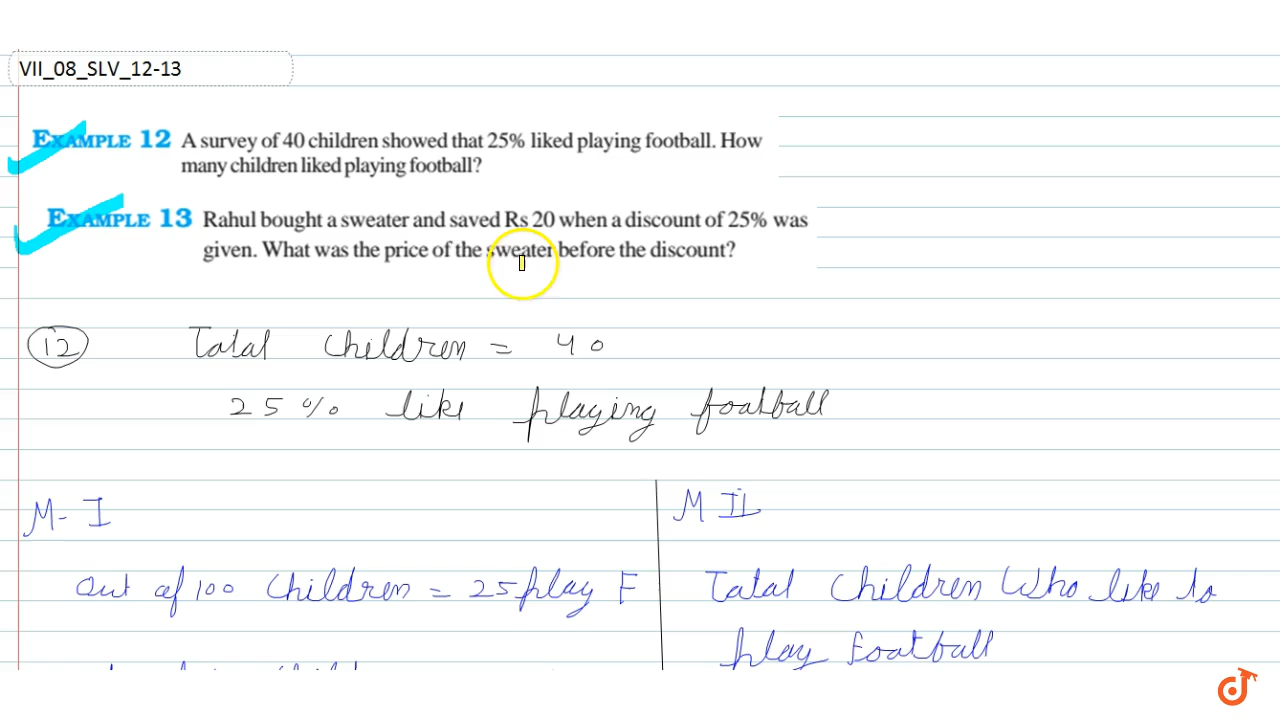 VII_08_SLV_12-13
EXAMPLE 12 A survey of 40 children showed that 25% liked playing football. How
many children liked playing football?
EXAMPLE 13 Rahul bought a sweater and saved Rs 20 when a discount of 25% was
given. What was the price of the sweater before the discount?
12 Total children = 40
25% like playing football
M-I
M II
Out of 100 children = 25 play F
Total children who like to
play Football